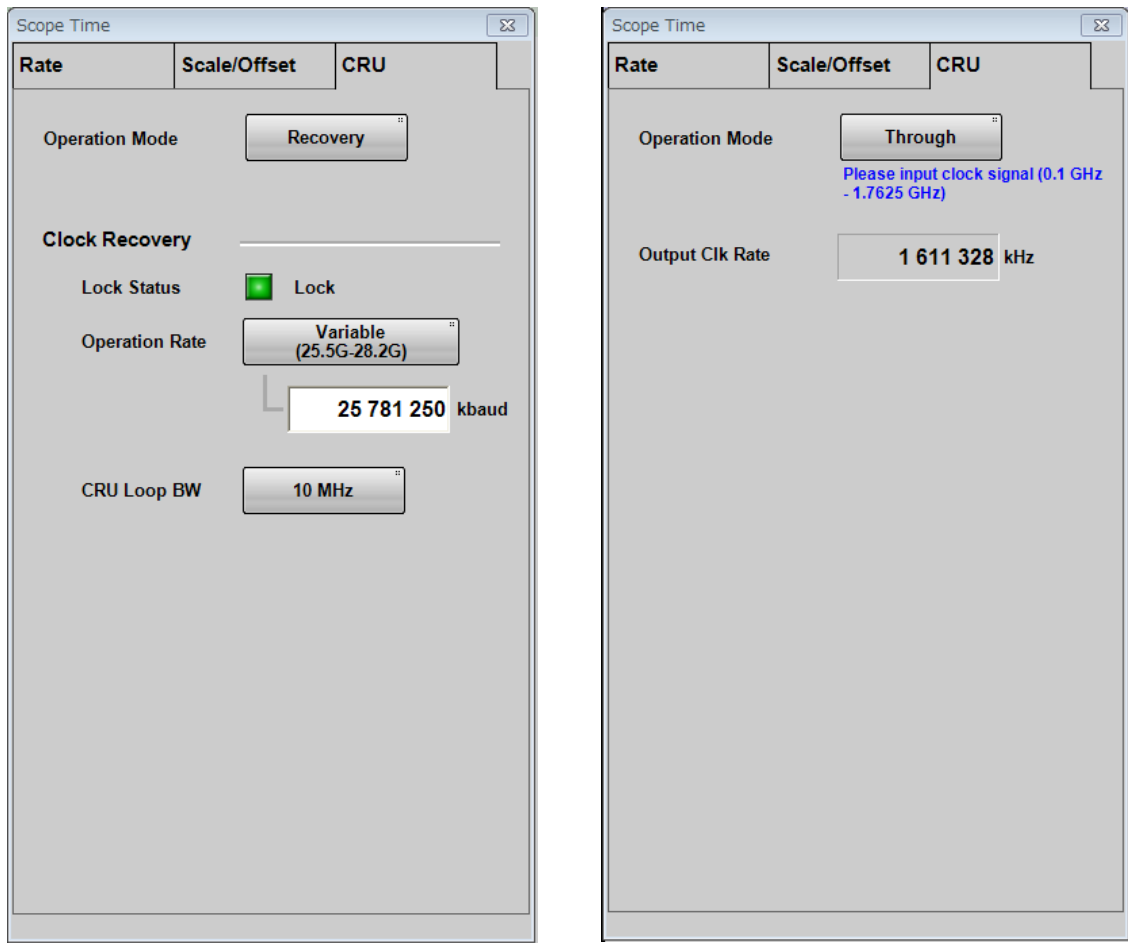 Scope Time
Rate Scale/Offset CRU
Operation Mode Recovery
Clock Recovery
Lock Status Lock
Operation Rate Variable
(25.5G-28.2G)
25 781 250 kbaud
CRU Loop BW 10 MHz
Scope Time
Rate Scale/Offset CRU
Operation Mode Through
Please input clock signal (0.1 GHz
- 1.7625 GHz)
Output Clk Rate 1 611 328 kHz